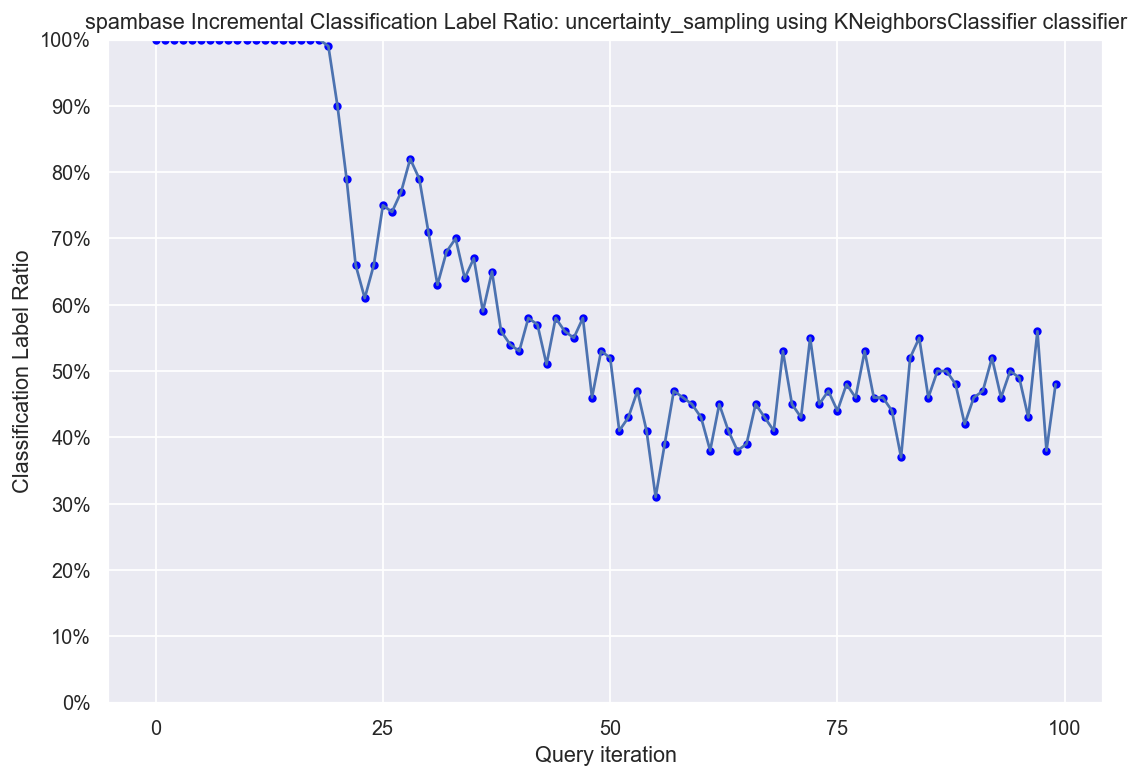 spambase Incremental Classification Label Ratio: uncertainty_sampling using KNeighborsClassifier classifier
100%
90%
80%
70%
60%
50%
40%
30%
20%
10%
0%
Classification Label Ratio
0 25 50 75 100
Query iteration